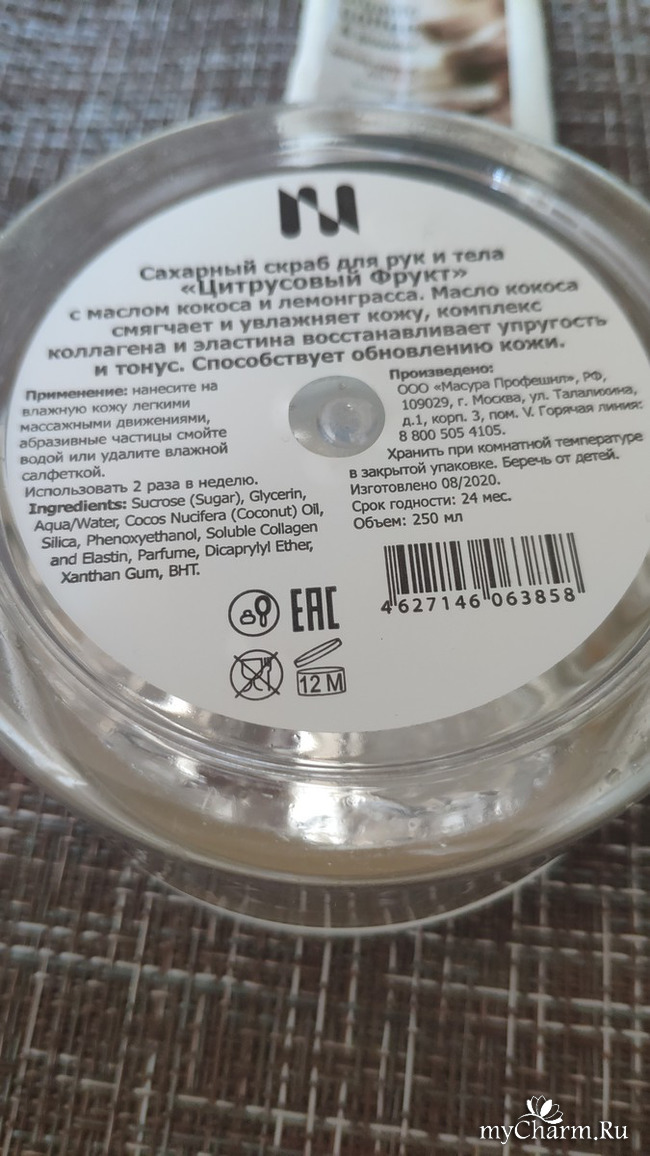 Сахарный скраб для рук и тела
«Цитрусовый Фрукт»
с маслом кокоса и лемонграсса. Масло кокоса
смягчает и увлажняет кожу, комплекс
коллагена и эластина восстанавливает упругость
и тонус. Способствует обновлению кожи.
Применение: нанесите на
влажную кожу легкими
массажными движениями,
абразивные частицы смойте
водой или удалите влажной
салфеткой.
Использовать 2 раза в неделю.
Ingredients: Sucrose (Sugar), Glycerin,
Aqua/Water, Cocos Nucifera (Coconut) Oil,
Silica, Phenoxyethanol, Soluble Collagen
and Elastin, Parfume, Dicaprylyl Ether,
Xanthan Gum, BHT.
Произведено:
ООО «Масура Профешнл», РФ,
109029, г. Москва, ул. Талалихина,
д.1, корп. 3, пом. V. Горячая линия:
8 800 505 4105.
Хранить при комнатной температуре
в закрытой упаковке. Беречь от детей.
Изготовлено 08/2020.
Срок годности: 24 мес.
Объем: 250 мл
4 627146 063858
EAC
12 M
myCharm.Ru